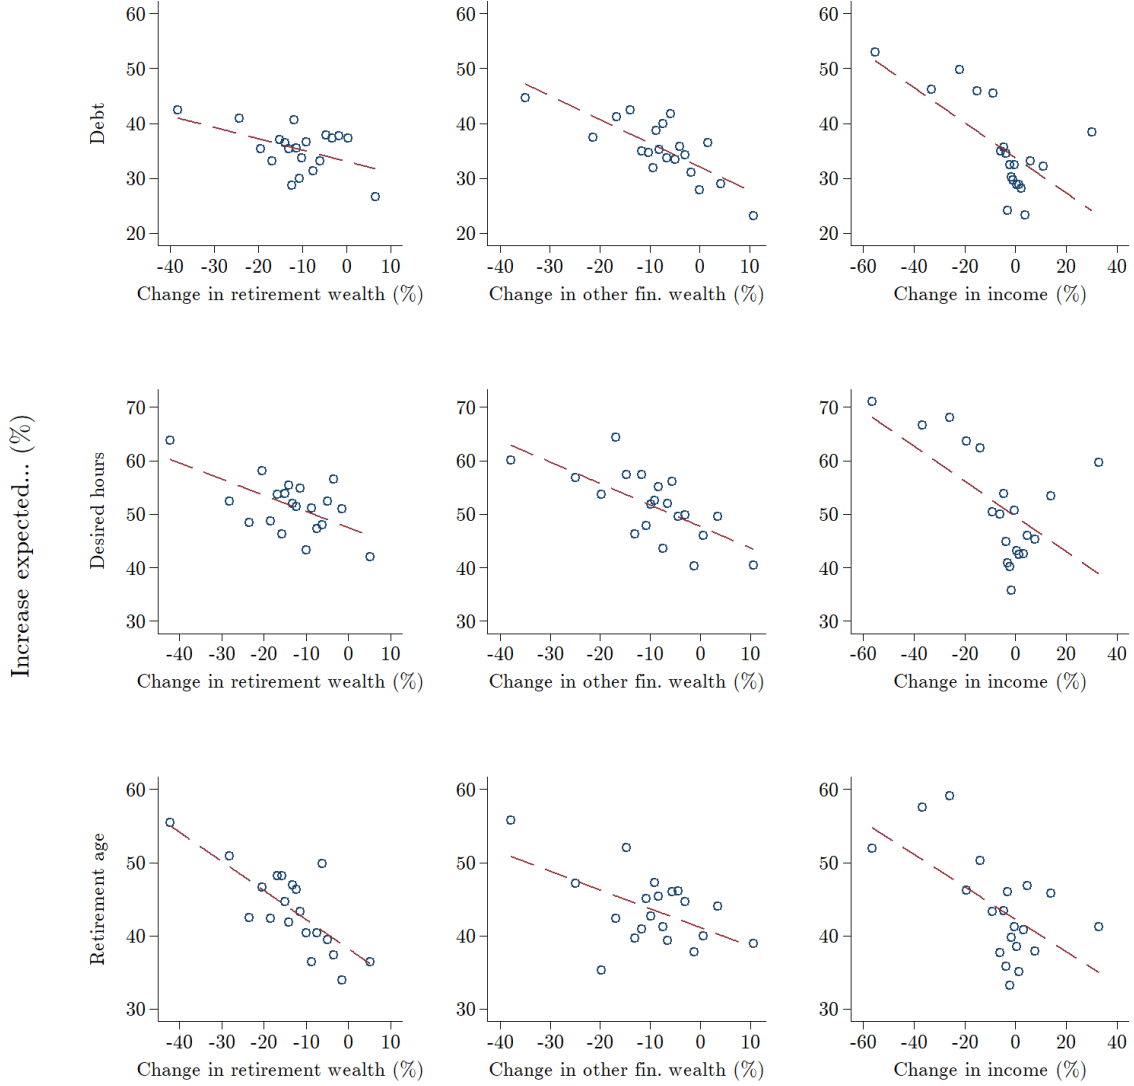 Increase expected... (%)
Debt
60
50
40
30
20
-40 -30 -20 -10 0 10
Change in retirement wealth (%)
60
50
40
30
20
-40 -30 -20 -10 0 10
Change in other fin. wealth (%)
60
50
40
30
20
-60 -40 -20 0 20 40
Change in income (%)
Desired hours
70
60
50
40
30
-40 -30 -20 -10 0 10
Change in retirement wealth (%)
70
60
50
40
30
-40 -30 -20 -10 0 10
Change in other fin. wealth (%)
70
60
50
40
30
-60 -40 -20 0 20 40
Change in income (%)
Retirement age
60
50
40
30
-40 -30 -20 -10 0 10
Change in retirement wealth (%)
60
50
40
30
-40 -30 -20 -10 0 10
Change in other fin. wealth (%)
60
50
40
30
-60 -40 -20 0 20 40
Change in income (%)